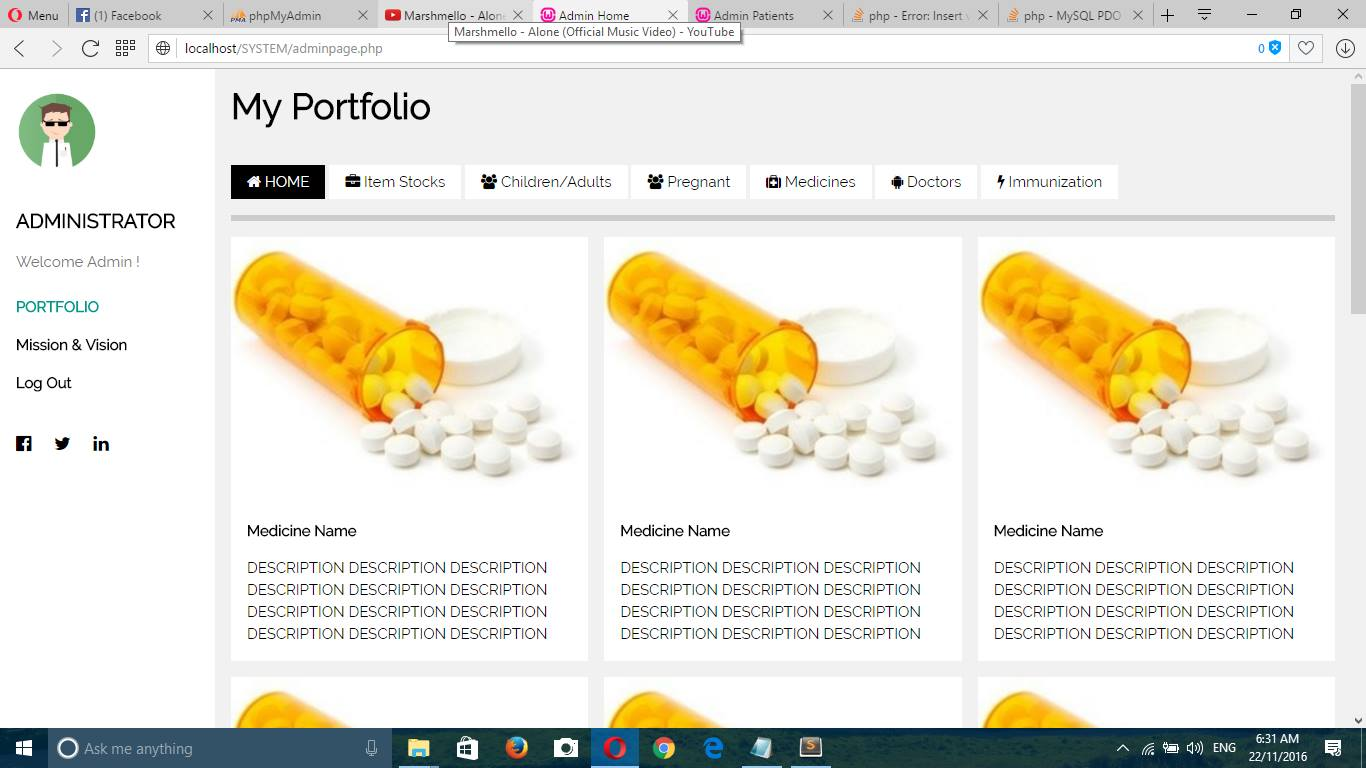 Menu
(1) Facebook
phpMyAdmin
Marshmello - Alone
Admin Home
Admin Patients
php - Error: Insert v
php - MySQL PDO
Marshmello - Alone (Official Music Video) - YouTube
localhost/SYSTEM/adminpage.php
0
My Portfolio
HOME
Item Stocks
Children/Adults
Pregnant
Medicines
Doctors
Immunization
ADMINISTRATOR
Welcome Admin !
PORTFOLIO
Mission & Vision
Log Out
Medicine Name
DESCRIPTION DESCRIPTION DESCRIPTION
DESCRIPTION DESCRIPTION DESCRIPTION
DESCRIPTION DESCRIPTION DESCRIPTION
DESCRIPTION DESCRIPTION DESCRIPTION
Medicine Name
DESCRIPTION DESCRIPTION DESCRIPTION
DESCRIPTION DESCRIPTION DESCRIPTION
DESCRIPTION DESCRIPTION DESCRIPTION
DESCRIPTION DESCRIPTION DESCRIPTION
Medicine Name
DESCRIPTION DESCRIPTION DESCRIPTION
DESCRIPTION DESCRIPTION DESCRIPTION
DESCRIPTION DESCRIPTION DESCRIPTION
DESCRIPTION DESCRIPTION DESCRIPTION
Ask me anything
ENG
6:31 AM
22/11/2016